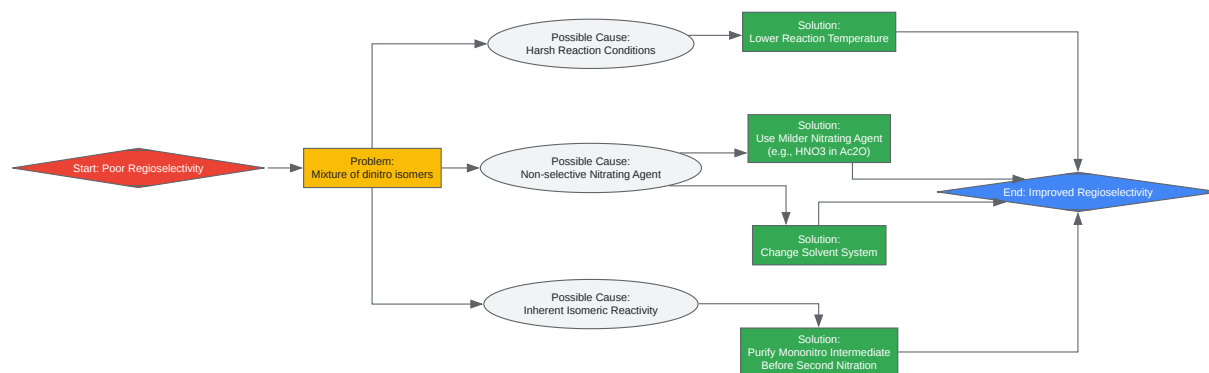 Start: Poor Regioselectivity
Problem:
Mixture of dinitro isomers
Possible Cause:
Harsh Reaction Conditions
Solution:
Lower Reaction Temperature
Possible Cause:
Non-selective Nitrating Agent
Solution:
Use Milder Nitrating Agent
(e.g., HNO3 in Ac2O)
Solution:
Change Solvent System
Possible Cause:
Inherent Isomeric Reactivity
Solution:
Purify Mononitro Intermediate
Before Second Nitration
End: Improved Regioselectivity